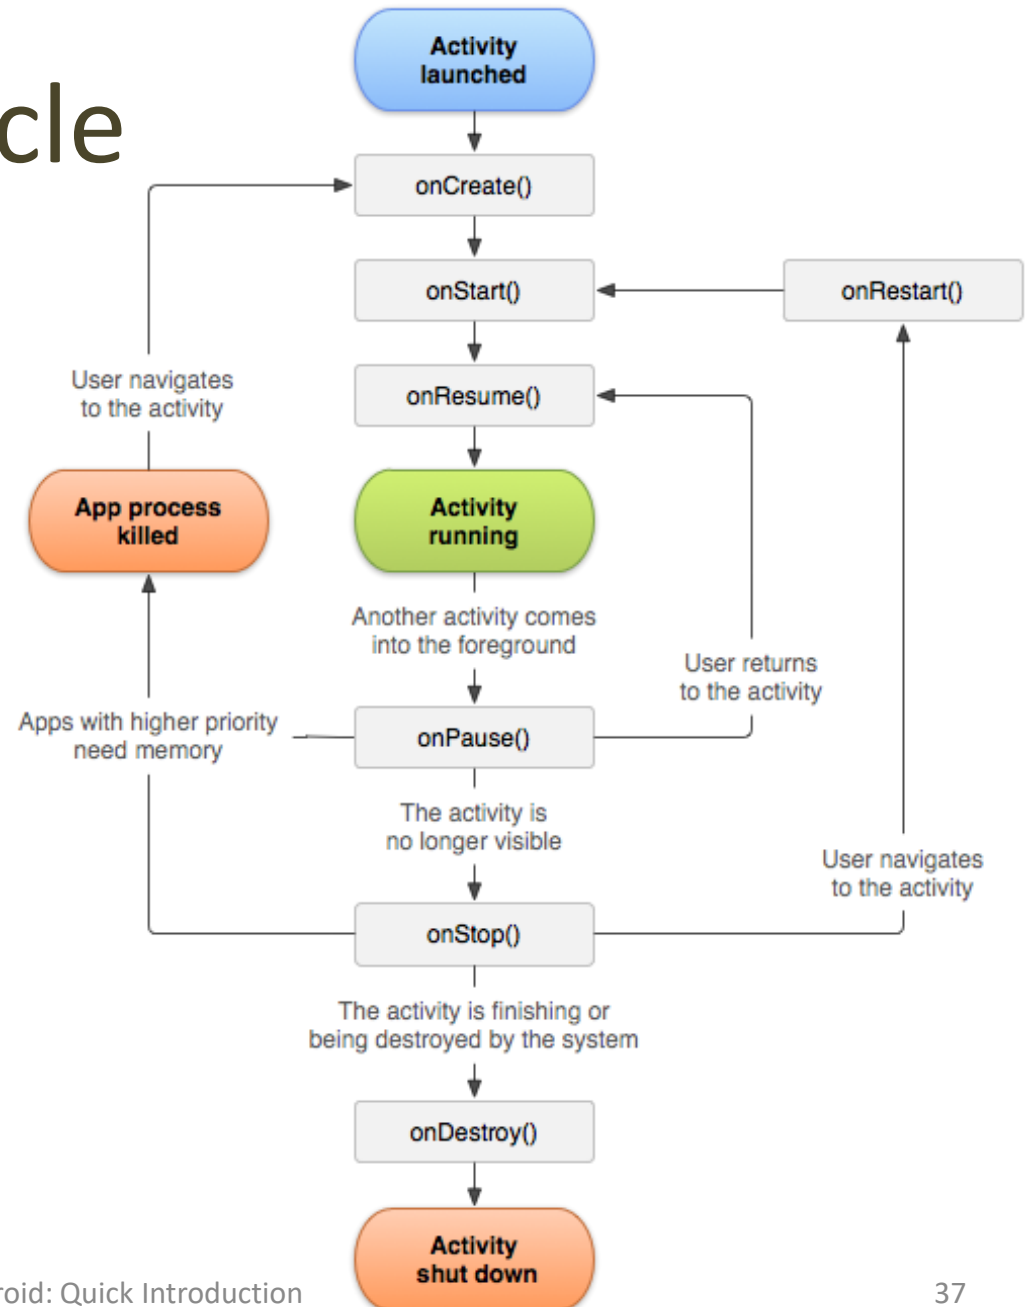 Activity
launched
cle
onCreate()
onStart()
onRestart()
User navigates
to the activity
onResume()
App process
killed
Activity
running
Another activity comes
into the foreground
User returns
to the activity
Apps with higher priority
need memory
onPause()
The activity is
no longer visible
User navigates
to the activity
onStop()
The activity is finishing or
being destroyed by the system
onDestroy()
Activity
shut down
roid: Quick Introduction
37